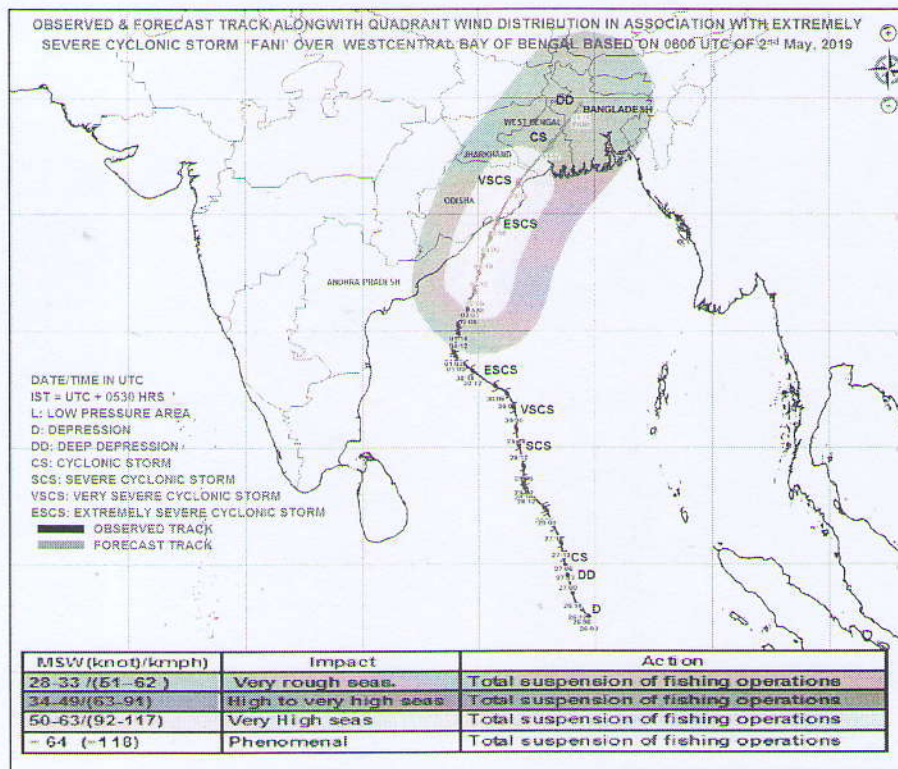 OBSERVED & FORECAST TRACK ALONGWITH QUADRANT WIND DISTRIBUTION IN ASSOCIATION WITH EXTREMELY
SEVERE CYCLONIC STORM 'FANI' OVER WESTCENTRAL BAY OF BENGAL BASED ON 0600 UTC OF 2nd May, 2019
DD
BANGLADESH
WEST BENGAL
CS
JHARKHAND
VSCS
ODISHA
ESCS
ANDHRA PRADESH
ESCS
VSCS
SCS
CS
DD
D
DATE/TIME IN UTC
IST = UTC + 0530 HRS
L: LOW PRESSURE AREA
D: DEPRESSION
DD: DEEP DEPRESSION
CS: CYCLONIC STORM
SCS: SEVERE CYCLONIC STORM
VSCS: VERY SEVERE CYCLONIC STORM
ESCS: EXTREMELY SEVERE CYCLONIC STORM
OBSERVED TRACK
FORECAST TRACK
MSW(knot)/kmph) Impact Action
28-33 /(51-62 ) Very rough seas. Total suspension of fishing operations
34-49/(63-91) High to very high seas Total suspension of fishing operations
50-63/(92-117) Very High seas Total suspension of fishing operations
64 (118) Phenomenal Total suspension of fishing operations